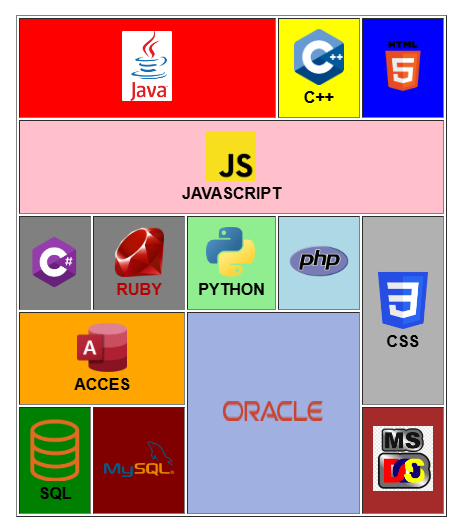 Java
C++
C++
HTML
5
JS
JAVASCRIPT
C#
RUBY
PYTHON
php
3
CSS
A
ACCES
ORACLE
SQL
MySQL®
MS
DOS